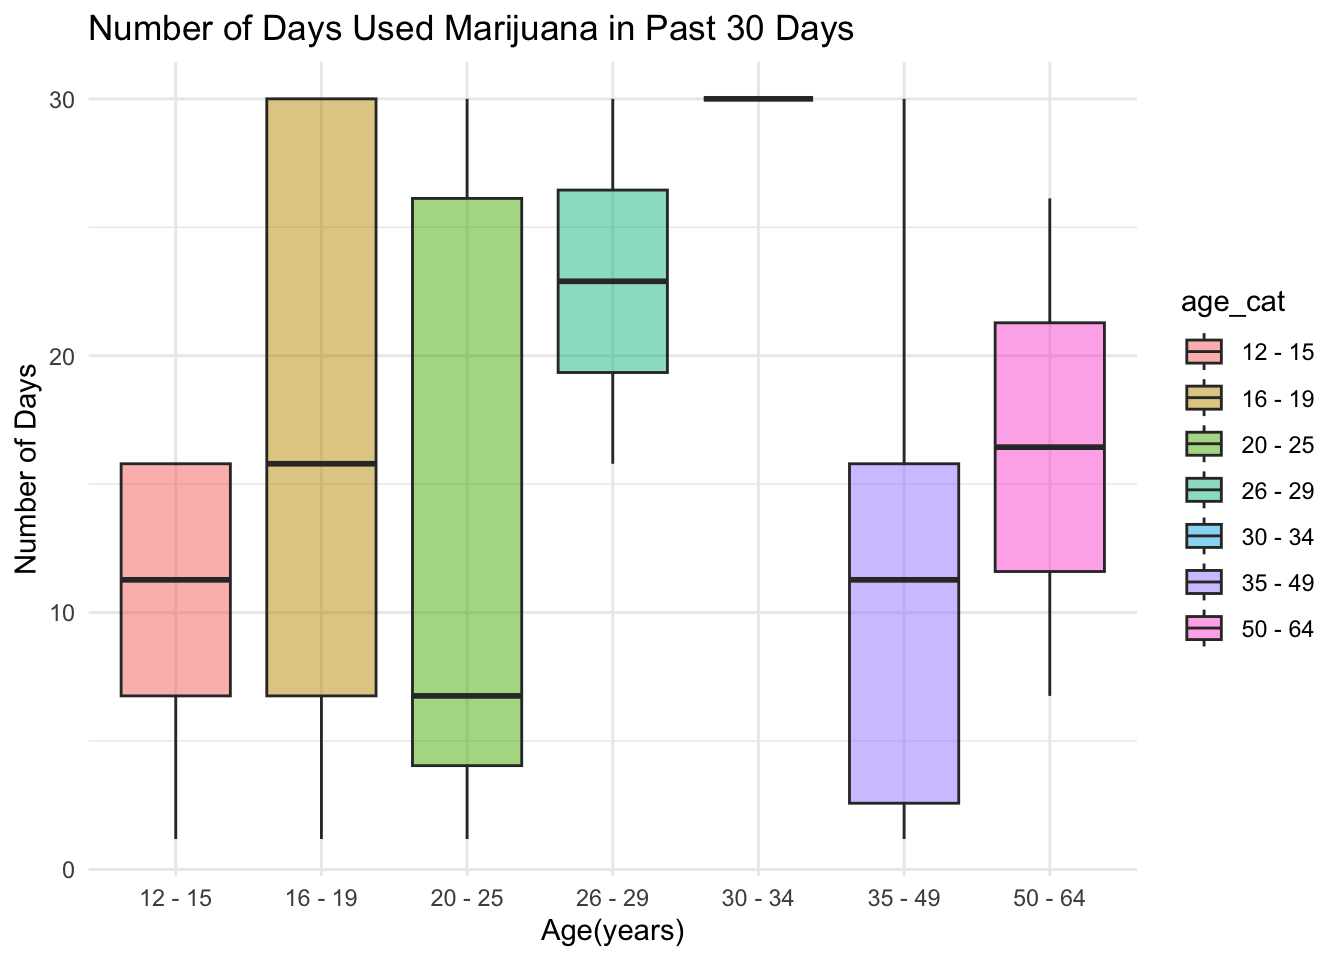 Number of Days Used Marijuana in Past 30 Days
30
20
10
0
Number of Days
12 - 15
16 - 19
20 - 25
26 - 29
30 - 34
35 - 49
50 - 64
Age(years)
age_cat
12 - 15
16 - 19
20 - 25
26 - 29
30 - 34
35 - 49
50 - 64